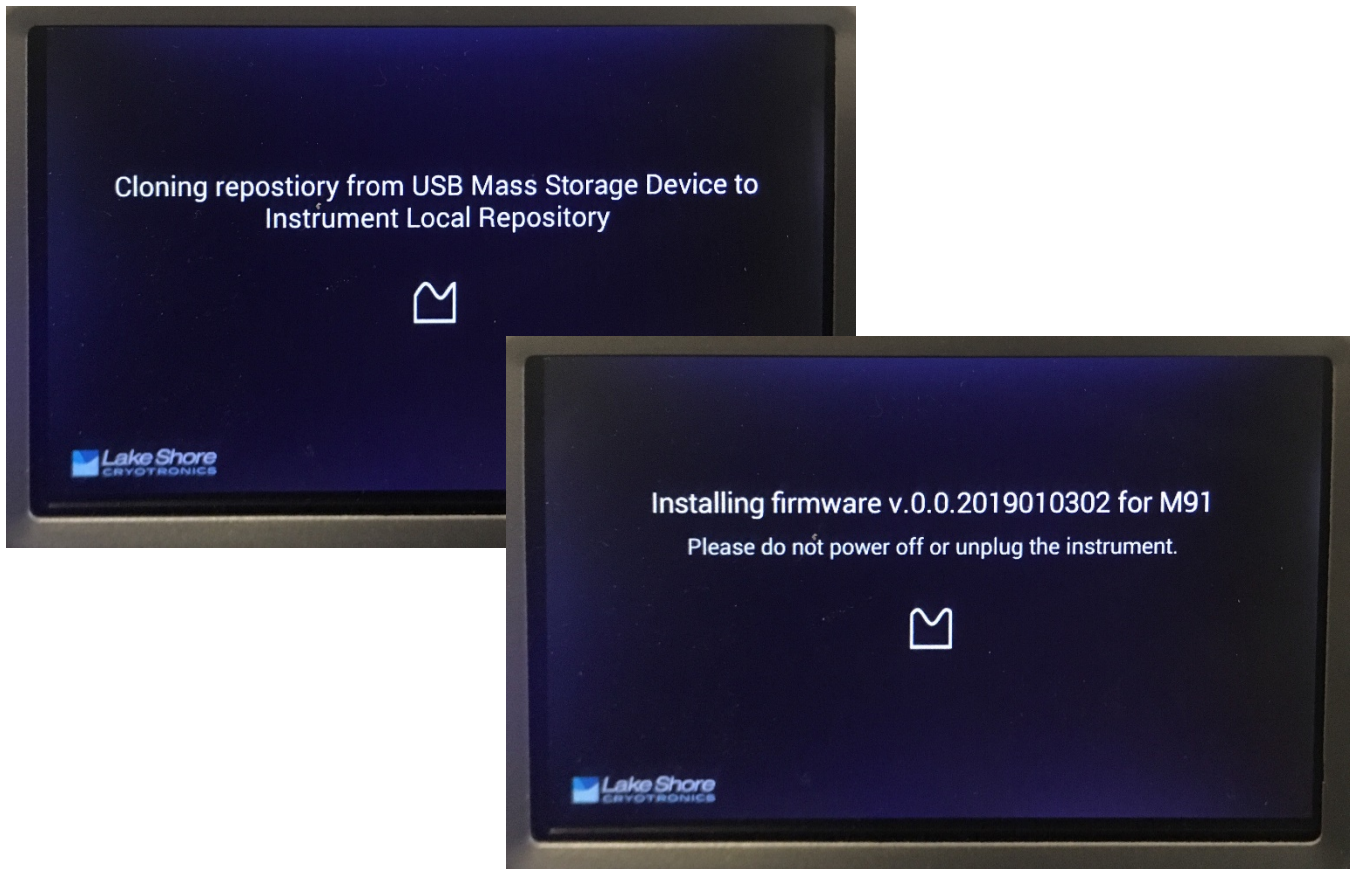 Cloning repostiory from USB Mass Storage Device to
Instrument Local Repository
Lake Shore
CRYOTRONICS
Installing firmware v.0.0.2019010302 for M91
Please do not power off or unplug the instrument.
Lake Shore
CRYOTRONICS